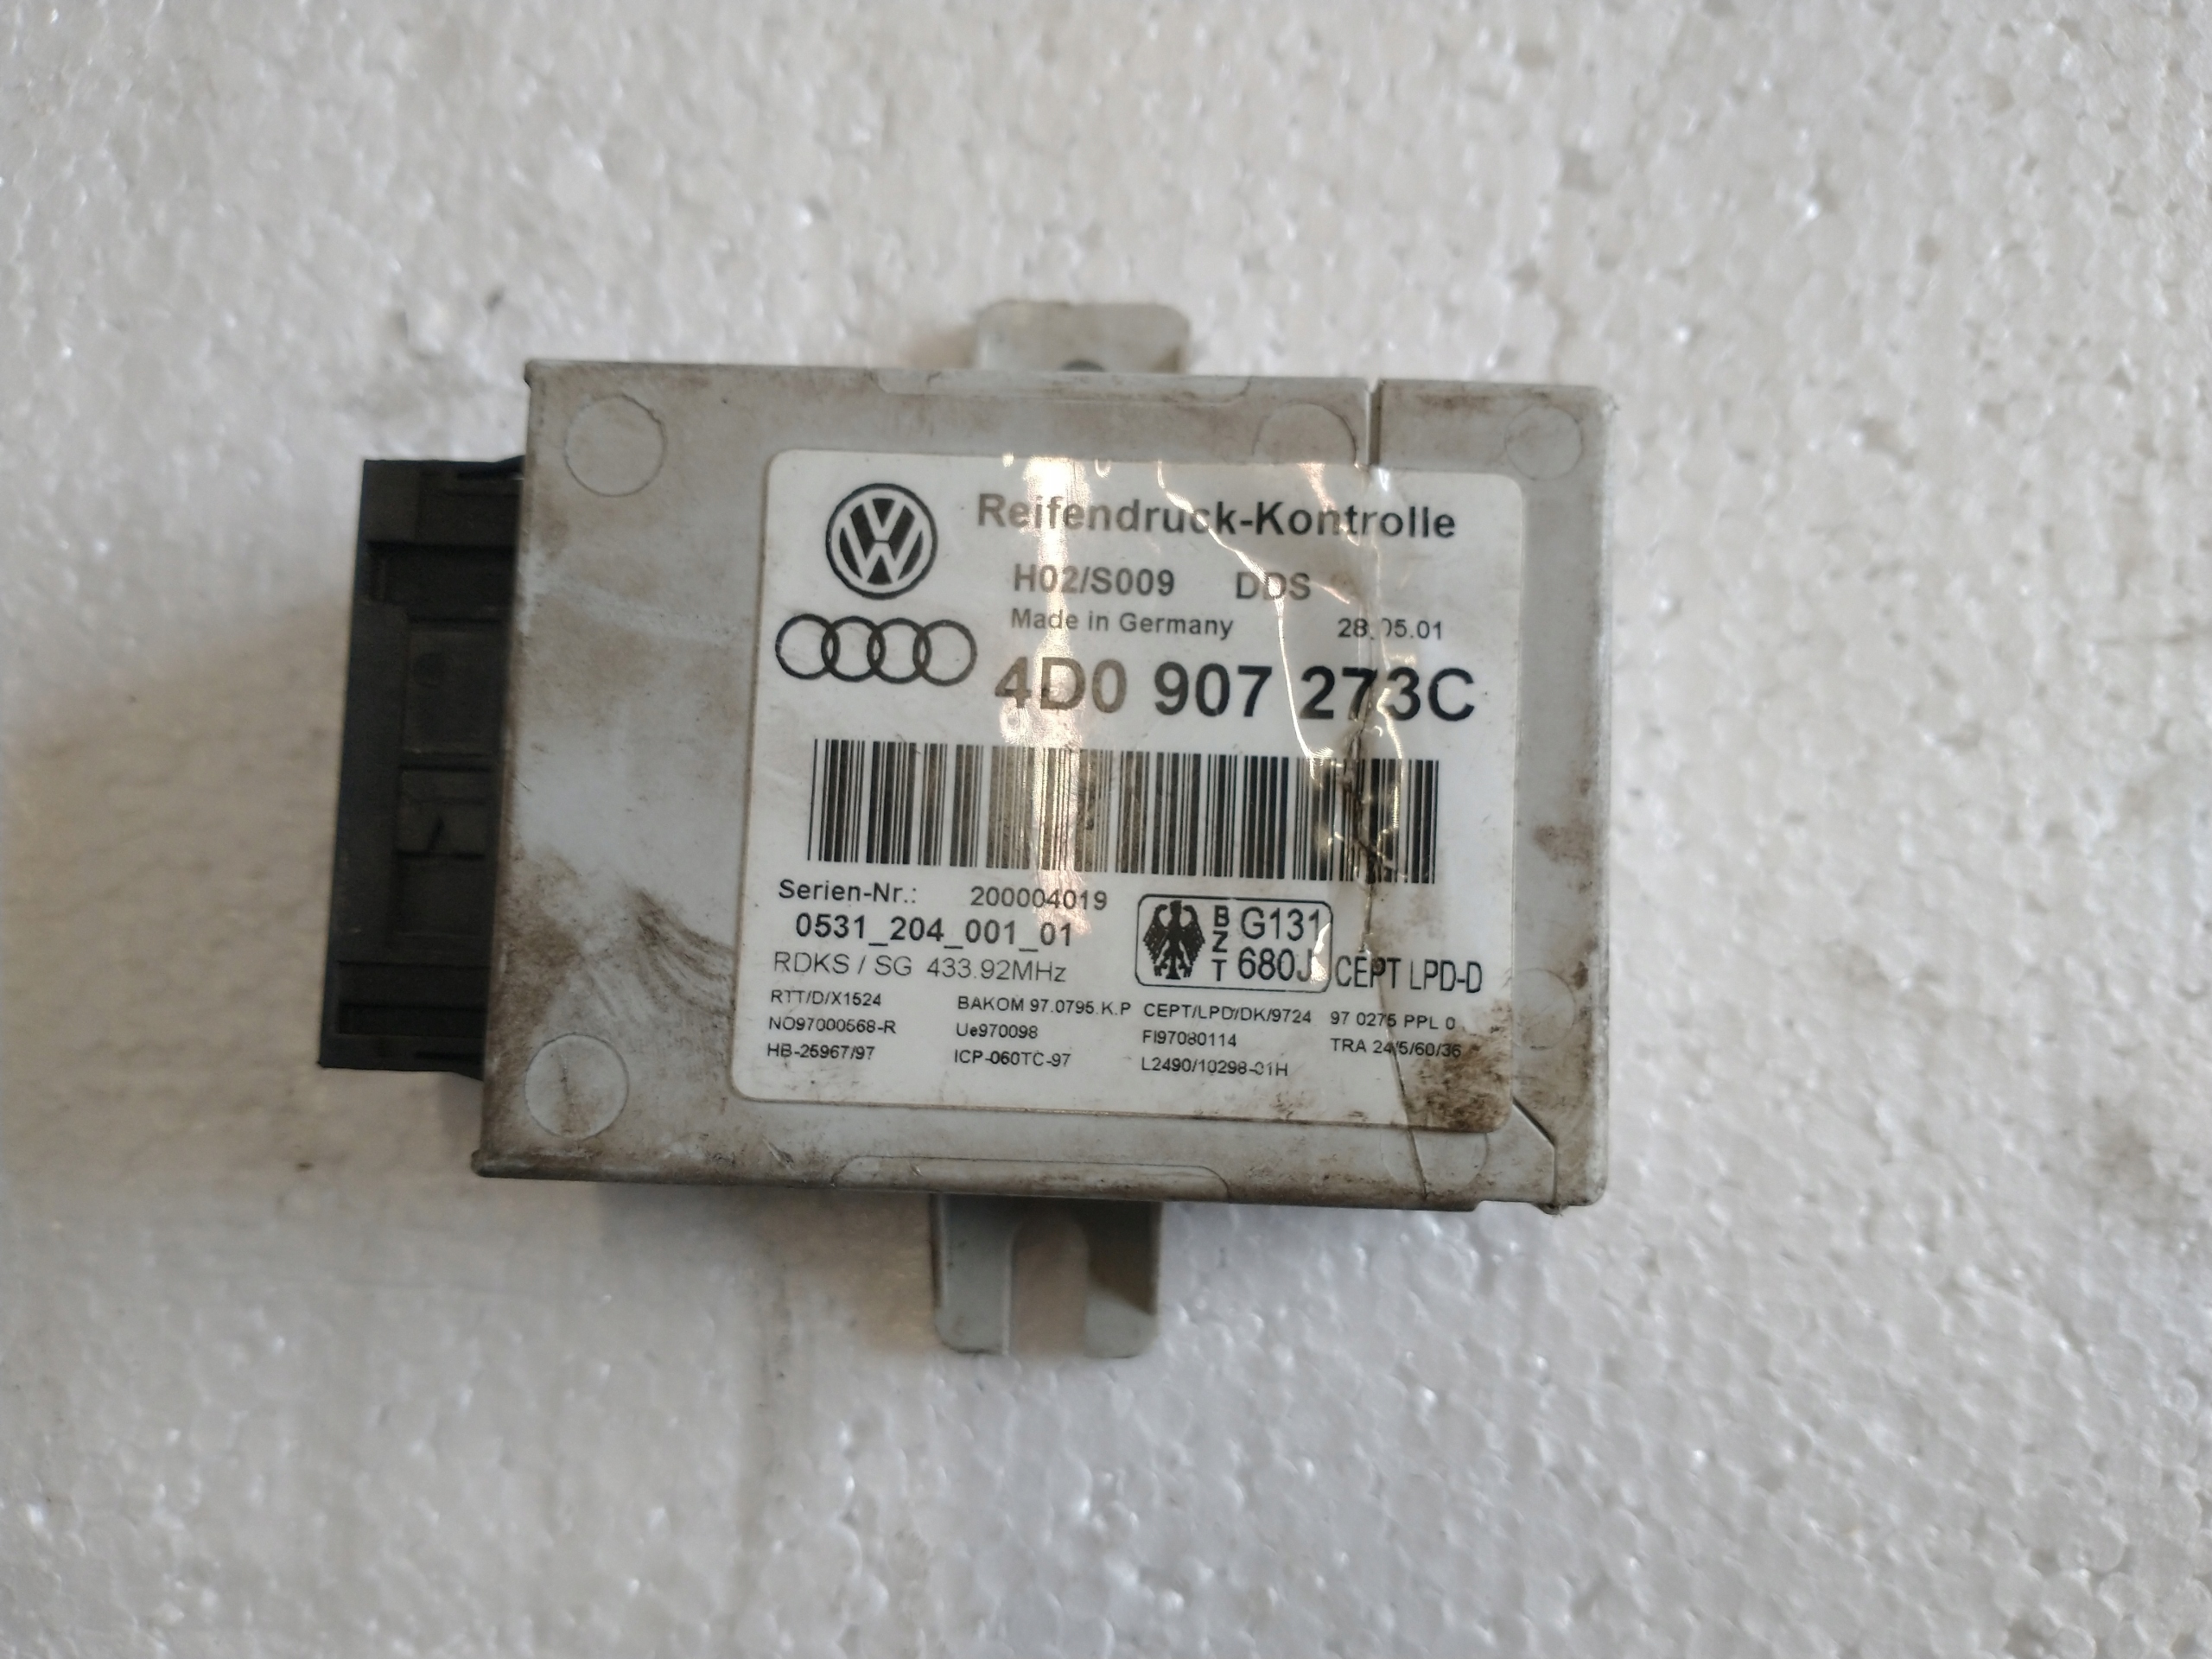 Reifendruck-Kontrolle
H02/S009 DDS
Made in Germany 28.05.01
4D0 907 273C
Serien-Nr.: 200004019
0531_204_001_01
BZT G131 680J
RDKS / SG 433.92MHz CEPT LPD-D
RTT/D/X1524 BAKOM 97.0795.K.P CEPT/LPD/DK/9724 97 0275 PPL 0
NO97000568-R Ue970098 FI97080114 TRA 24/5/60/36
HB-25967/97 ICP-060TC-97 L2490/10298-01H